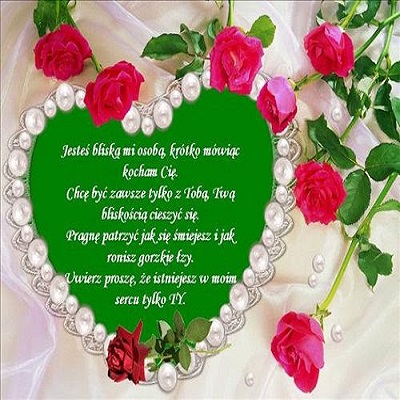 Jesteś bliską mi osobą, krótko mówiąc
kocham Cię.
Chcę być zawsze tylko z Tobą, Twą
bliskością cieszyć się.
Pragnę patrzyć jak się śmiejesz i jak
ronisz gorzkie łzy.
Uwierz proszę, że istniejesz w moim
sercu tylko TY.